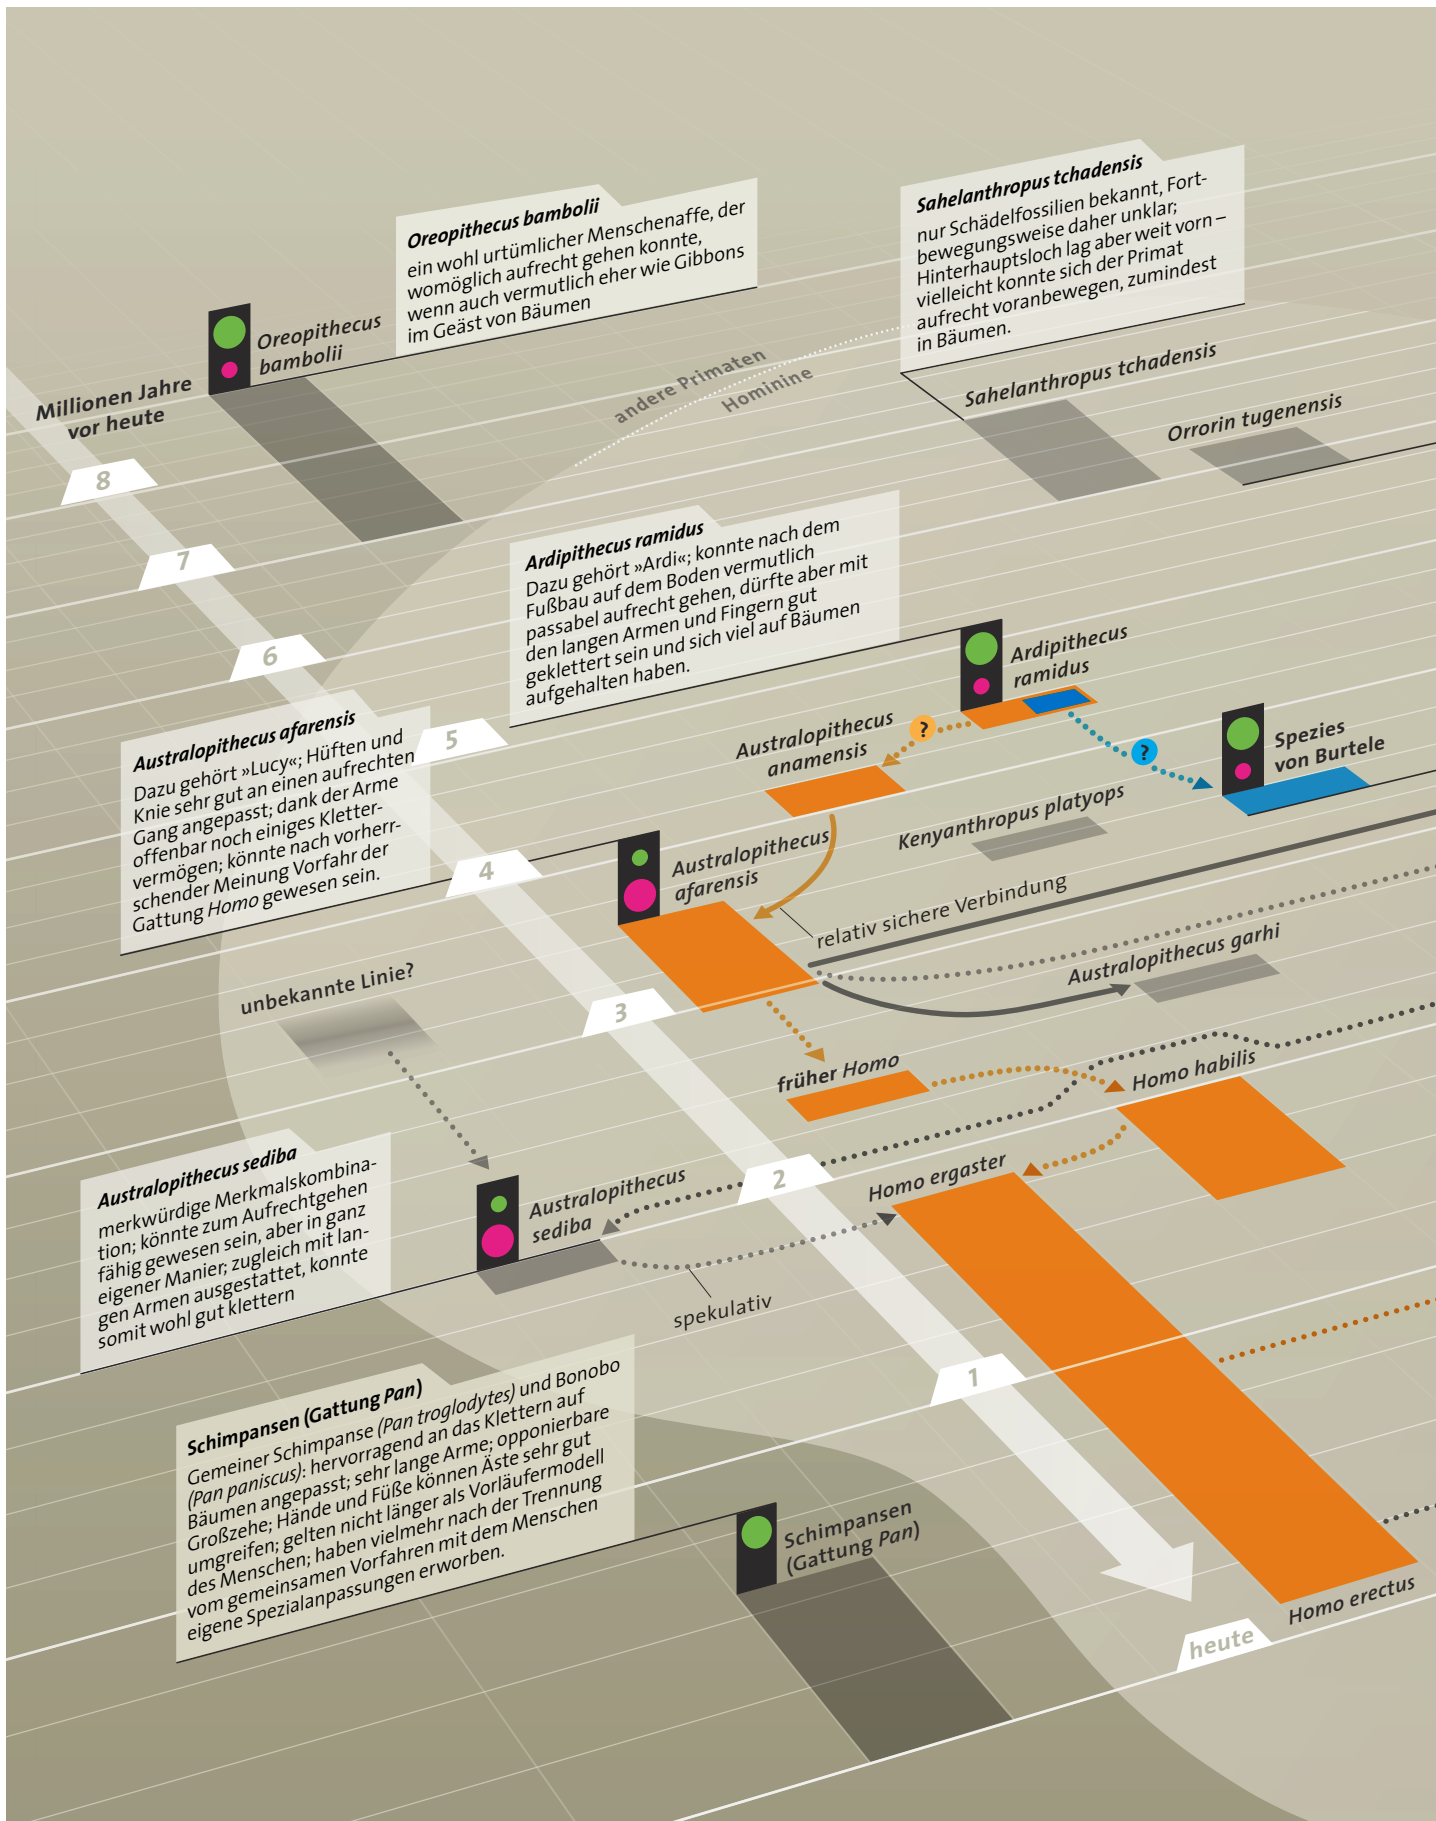 Oreopithecus bambolii
ein wohl urtümlicher Menschenaffe, der
womöglich aufrecht gehen konnte,
wenn auch vermutlich eher wie Gibbons
im Geäst von Bäumen
Sahelanthropus tchadensis
nur Schädelfossilien bekannt, Fort-
bewegungsweise daher unklar;
Hinterhauptsloch lag aber weit vorn –
vielleicht konnte sich der Primat
aufrecht voranbewegen, zumindest
in Bäumen.
Oreopithecus
bambolii
Millionen Jahre
vor heute
andere Primaten
Hominine
Sahelanthropus tchadensis
Orrorin tugenensis
8
7
6
5
Ardipithecus ramidus
Dazu gehört »Ardi«; konnte nach dem
Fußbau auf dem Boden vermutlich
passabel aufrecht gehen, dürfte aber mit
den langen Armen und Fingern gut
geklettert sein und sich viel auf Bäumen
aufgehalten haben.
Ardipithecus
ramidus
?
?
Australopithecus
anamensis
Spezies
von Burtele
Kenyanthropus platyops
Australopithecus afarensis
Dazu gehört »Lucy«; Hüften und
Knie sehr gut an einen aufrechten
Gang angepasst; dank der Arme
offenbar noch einiges Kletter-
vermögen; könnte nach vorherr-
schender Meinung Vorfahr der
Gattung Homo gewesen sein.
4
Australopithecus
afarensis
relativ sichere Verbindung
Australopithecus garhi
unbekannte Linie?
3
früher Homo
Homo habilis
Australopithecus sediba
merkwürdige Merkmalskombina-
tion; könnte zum Aufrechtgehen
fähig gewesen sein, aber in ganz
eigener Manier; zugleich mit lan-
gen Armen ausgestattet, konnte
somit wohl gut klettern
Australopithecus
sediba
2
Homo ergaster
spekulativ
1
Schimpansen (Gattung Pan)
Gemeiner Schimpanse (Pan troglodytes) und Bonobo
(Pan paniscus): hervorragend an das Klettern auf
Bäumen angepasst; sehr lange Arme; opponierbare
Großzehe; Hände und Füße können Äste sehr gut
umgreifen; gelten nicht länger als Vorläufermodell
des Menschen; haben vielmehr nach der Trennung
vom gemeinsamen Vorfahren mit dem Menschen
eigene Spezialanpassungen erworben.
Schimpansen
(Gattung Pan)
Homo erectus
heute